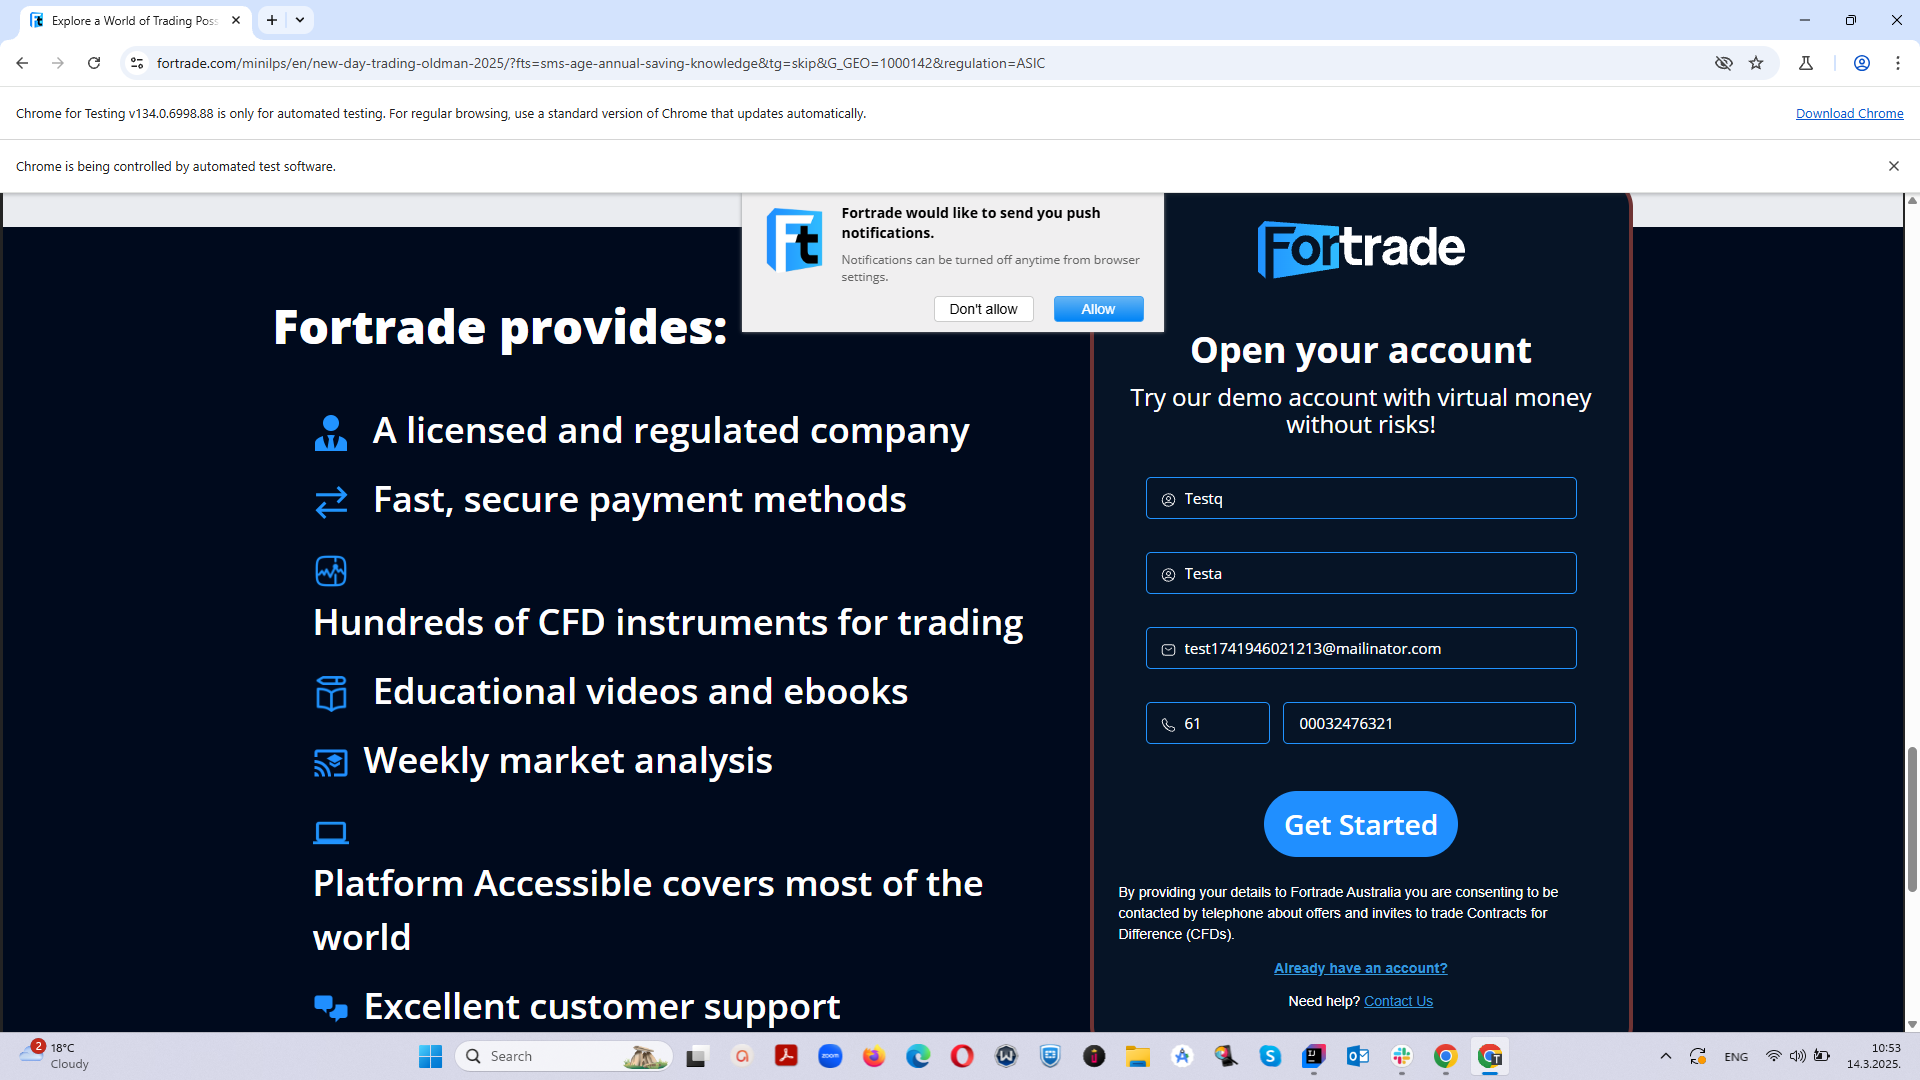 Explore a World of Trading Poss
fortrade.com/minilps/en/new-day-trading-oldman-2025/?fts=sms-age-annual-saving-knowledge&tg=skip&G_GEO=1000142&regulation=ASIC
Chrome for Testing v134.0.6998.88 is only for automated testing. For regular browsing, use a standard version of Chrome that updates automatically.
Download Chrome
Chrome is being controlled by automated test software.
Ft
Fortrade would like to send you push
notifications.
Notifications can be turned off anytime from browser
settings.
Don't allow
Allow
Fortrade provides:
A licensed and regulated company
Fast, secure payment methods
Hundreds of CFD instruments for trading
Educational videos and ebooks
Weekly market analysis
Platform Accessible covers most of the
world
Excellent customer support
Fortrade
Open your account
Try our demo account with virtual money
without risks!
Testq
Testa
test1741946021213@mailinator.com
61
00032476321
Get Started
By providing your details to Fortrade Australia you are consenting to be
contacted by telephone about offers and invites to trade Contracts for
Difference (CFDs).
Already have an account?
Need help? Contact Us
2
18°C
Cloudy
Search
zoom
ENG
10:53
14.3.2025.